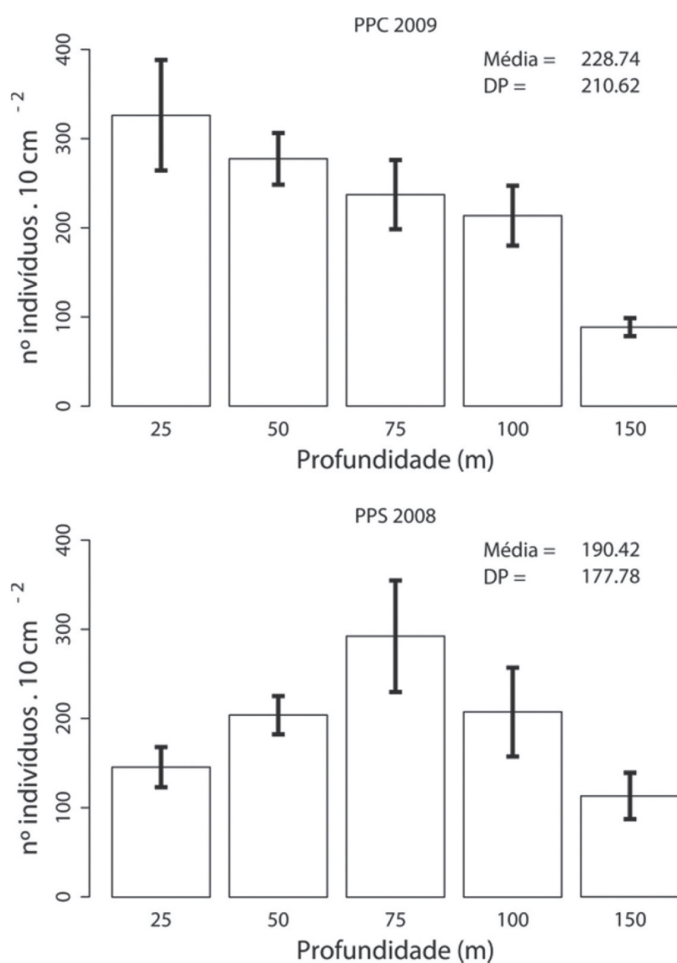 PPC 2009
Média = 228.74
DP = 210.62
nº indivíduos . 10 cm - 2
400
300
200
100
0
25 50 75 100 150
Profundidade (m)
PPS 2008
Média = 190.42
DP = 177.78
nº indivíduos . 10 cm - 2
400
300
200
100
0
25 50 75 100 150
Profundidade (m)